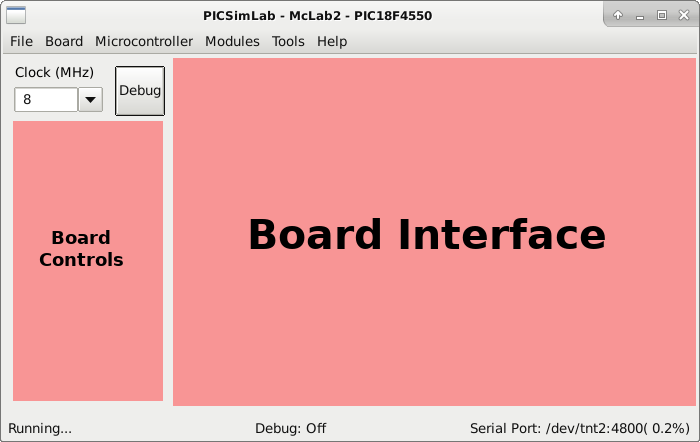 PICSimLab - McLab2 - PIC18F4550
File Board Microcontroller Modules Tools Help
Clock (MHz)
8
Debug
Board
Controls
Board Interface
Running...
Debug: Off
Serial Port: /dev/tnt2:4800( 0.2%)